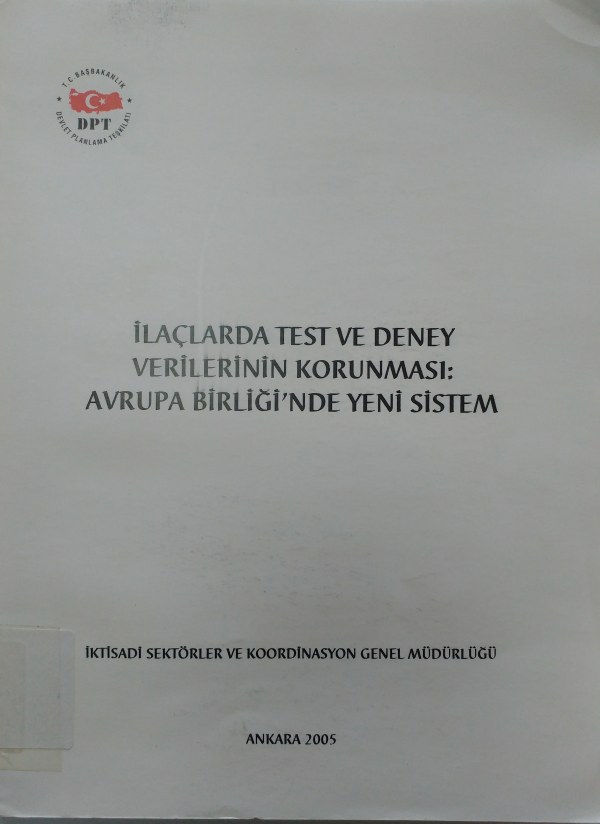 T.C. BAŞBAKANLIK
DPT
DEVLET PLANLAMA TEŞKİLATI
İLAÇLARDA TEST VE DENEY
VERİLERİNİN KORUNMASI:
AVRUPA BİRLİĞİ'NDE YENİ SİSTEM
İKTİSADİ SEKTÖRLER VE KOORDİNASYON GENEL MÜDÜRLÜĞÜ
ANKARA 2005